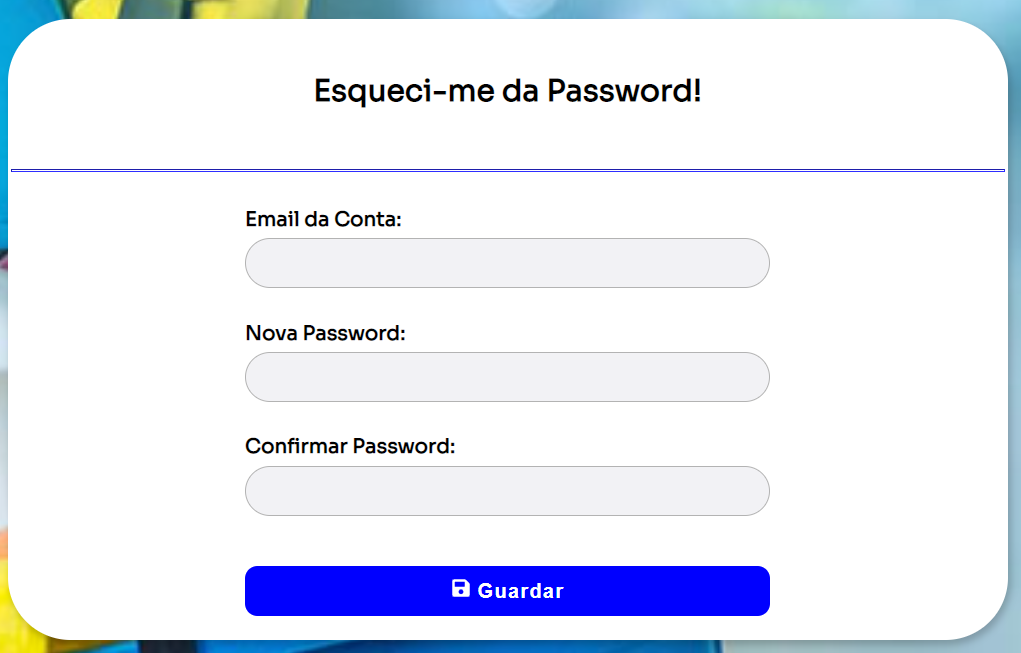 Esqueci-me da Password!
Email da Conta:
Nova Password:
Confirmar Password:
Guardar